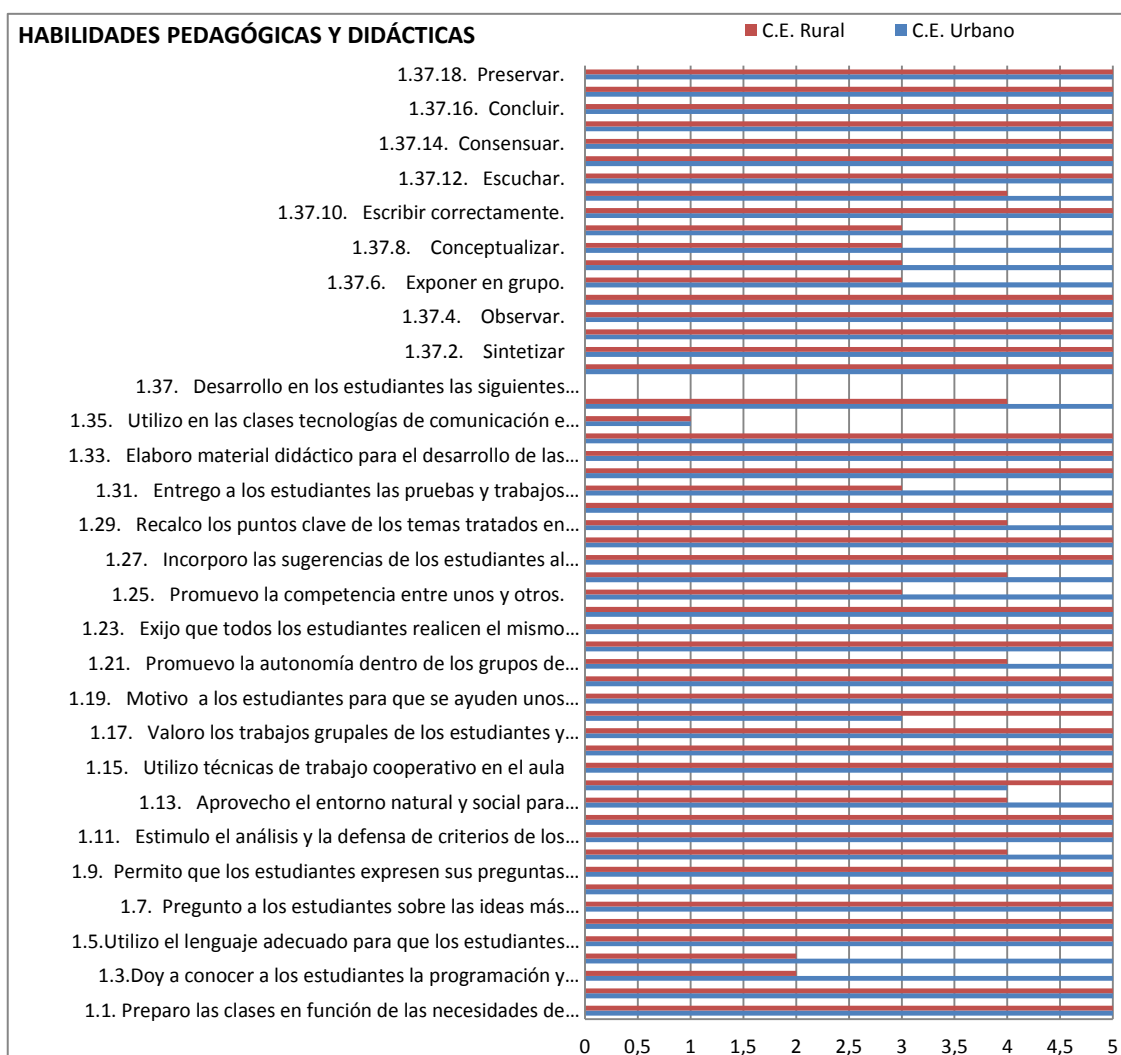 HABILIDADES PEDAGÓGICAS Y DIDÁCTICAS
C.E. Rural C.E. Urbano
1.37.18. Preservar.
1.37.16. Concluir.
1.37.14. Consensuar.
1.37.12. Escuchar.
1.37.10. Escribir correctamente.
1.37.8. Conceptualizar.
1.37.6. Exponer en grupo.
1.37.4. Observar.
1.37.2. Sintetizar
1.37. Desarrollo en los estudiantes las siguientes...
1.35. Utilizo en las clases tecnologías de comunicación e...
1.33. Elaboro material didáctico para el desarrollo de las...
1.31. Entrego a los estudiantes las pruebas y trabajos...
1.29. Recalco los puntos clave de los temas tratados en...
1.27. Incorporo las sugerencias de los estudiantes al...
1.25. Promuevo la competencia entre unos y otros.
1.23. Exijo que todos los estudiantes realicen el mismo...
1.21. Promuevo la autonomía dentro de los grupos de...
1.19. Motivo a los estudiantes para que se ayuden unos...
1.17. Valoro los trabajos grupales de los estudiantes y...
1.15. Utilizo técnicas de trabajo cooperativo en el aula
1.13. Aprovecho el entorno natural y social para...
1.11. Estimulo el análisis y la defensa de criterios de los...
1.9. Permito que los estudiantes expresen sus preguntas...
1.7. Pregunto a los estudiantes sobre las ideas más...
1.5.Utilizo el lenguaje adecuado para que los estudiantes...
1.3.Doy a conocer a los estudiantes la programación y...
1.1. Preparo las clases en función de las necesidades de...
0 0,5 1 1,5 2 2,5 3 3,5 4 4,5 5